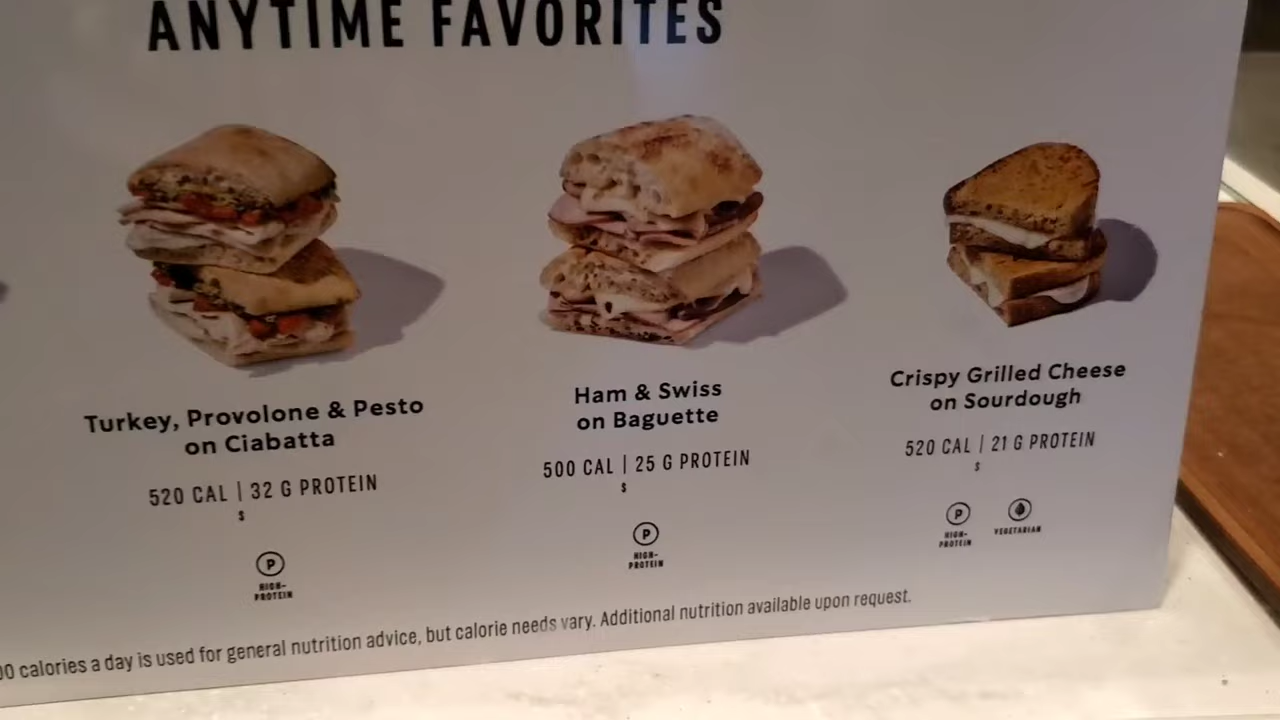 ANYTIME FAVORITES
Turkey, Provolone & Pesto
on Ciabatta
520 CAL | 32 G PROTEIN
$
P
HIGH-
PROTEIN
Ham & Swiss
on Baguette
500 CAL | 25 G PROTEIN
$
P
HIGH-
PROTEIN
Crispy Grilled Cheese
on Sourdough
520 CAL | 21 G PROTEIN
$
P
HIGH-
PROTEIN
VEGETARIAN
00 calories a day is used for general nutrition advice, but calorie needs vary. Additional nutrition available upon request.